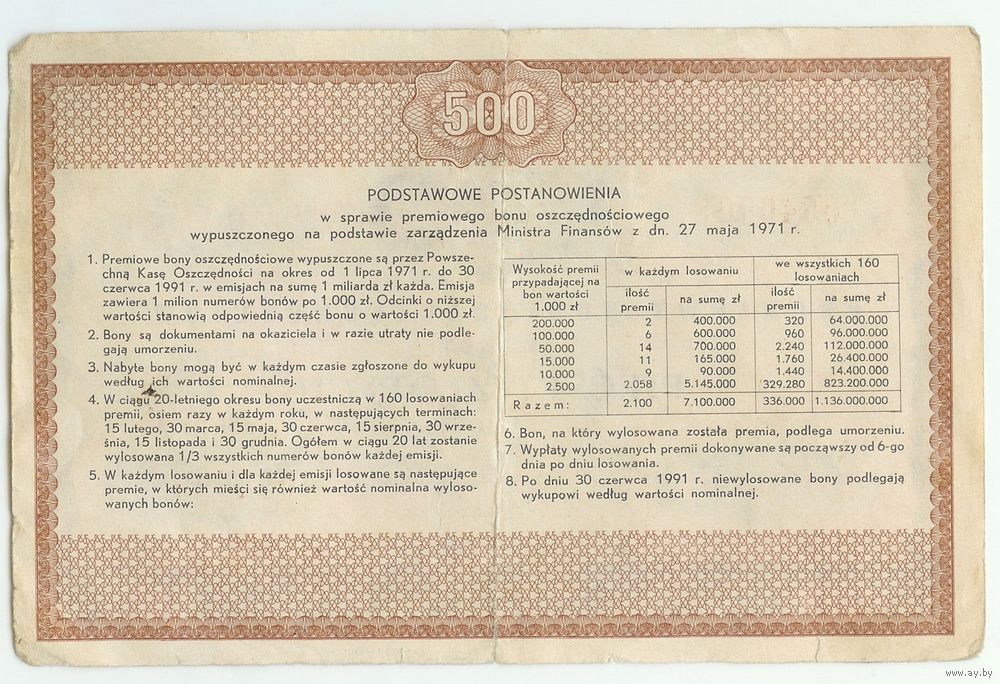 500
PODSTAWOWE POSTANOWIENIA
w sprawie premiowego bonu oszczędnościowego
wypuszczonego na podstawie zarządzenia Ministra Finansów z dn. 27 maja 1971 r.
1. Premiowe bony oszczędnościowe wypuszczone są przez Powsze-
chną Kasę Oszczędności na okres od 1 lipca 1971 r. do 30
czerwca 1991 r. w emisjach na sumę 1 miliarda zł każda. Emisja
zawiera 1 milion numerów bonów po 1.000 zł. Odcinki o niższej
wartości stanowią odpowiednią część bonu o wartości 1.000 zł.
2. Bony są dokumentami na okaziciela i w razie utraty nie podle-
gają umorzeniu.
3. Nabyte bony mogą być w każdym czasie zgłoszone do wykupu
według ich wartości nominalnej.
4. W ciągu 20-letniego okresu bony uczestniczą w 160 losowaniach
premii, osiem razy w każdym roku, w następujących terminach:
15 lutego, 30 marca, 15 maja, 30 czerwca, 15 sierpnia, 30 wrze-
śnia, 15 listopada i 30 grudnia. Ogółem w ciągu 20 lat zostanie
wylosowana 1/3 wszystkich numerów bonów każdej emisji.
5. W każdym losowaniu i dla każdej emisji losowane są następujące
premie, w których mieści się również wartość nominalna wyloso-
wanych bonów:
Wysokość premii
przypadającej na
bon wartości
1.000 zł
w każdym losowaniu
we wszystkich 160
losowaniach
ilość
premii
na sumę zł
ilość
premii
na sumę zł
200.000 2 400.000 320 64.000.000
100.000 6 600.000 960 96.000.000
50.000 14 700.000 2.240 112.000.000
15.000 11 165.000 1.760 26.400.000
10.000 9 90.000 1.440 14.400.000
2.500 2.058 5.145.000 329.280 823.200.000
Razem: 2.100 7.100.000 336.000 1.136.000.000
6. Bon, na który wylosowana została premia, podlega umorzeniu.
7. Wypłaty wylosowanych premii dokonywane są począwszy od 6-go
dnia po dniu losowania.
8. Po dniu 30 czerwca 1991 r. niewylosowane bony podlegają
wykupowi według wartości nominalnej.
www.ay.by